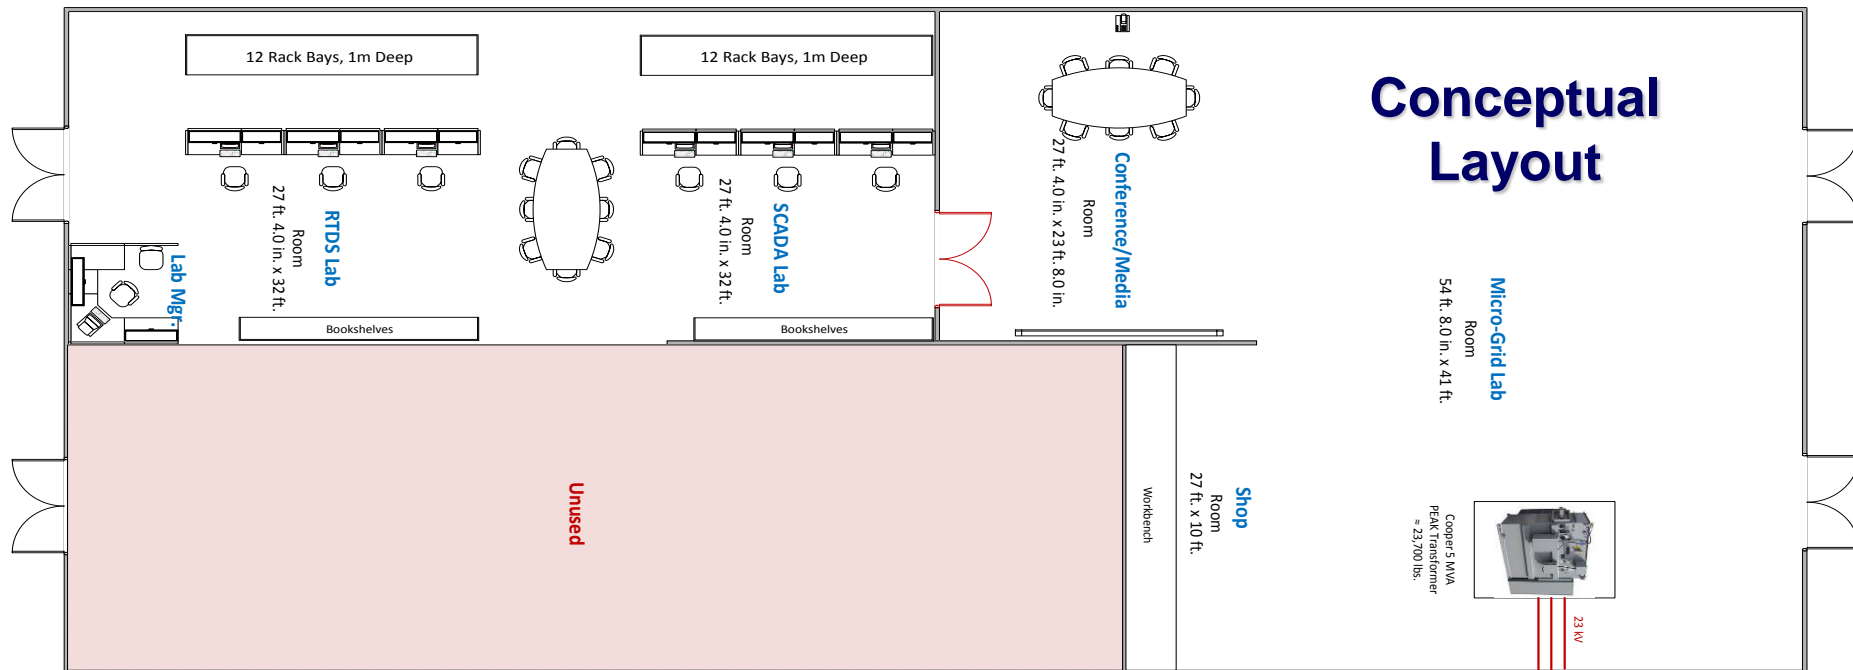 12 Rack Bays, 1m Deep
12 Rack Bays, 1m Deep
Conceptual
Layout
RTDS Lab
Room
27 ft. 4.0 in. x 32 ft.
SCADA Lab
Room
27 ft. 4.0 in. x 32 ft.
Conference/Media
Room
27 ft. 4.0 in. x 23 ft. 8.0 in.
Lab Mgr.
Micro-Grid Lab
Room
54 ft. 8.0 in. x 41 ft.
Bookshelves
Bookshelves
Unused
Workbench
Shop
Room
27 ft. x 10 ft.
Cooper 5 MVA
PEAK Transformer
≈ 23,700 lbs.
23 kV